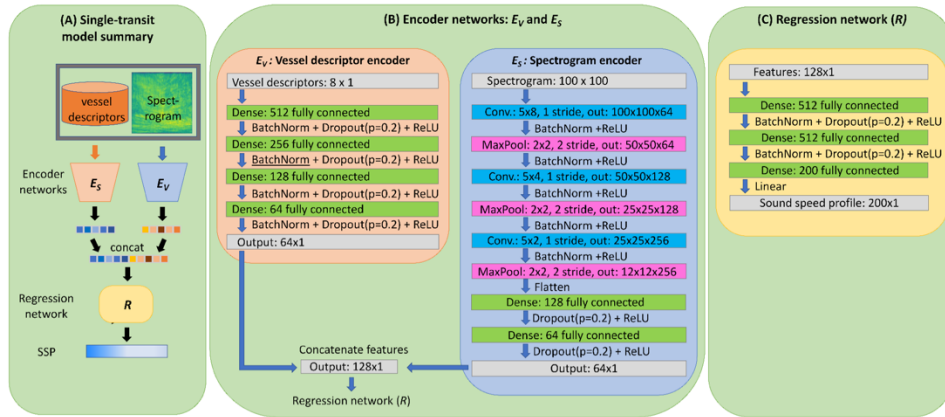 (A) Single-transit
model summary
vessel
descriptors
Spect-
rogram
Encoder
networks
E_S
E_V
concat
Regression
network
R
SSP
(B) Encoder networks: E_V and E_S
E_V: Vessel descriptor encoder
Vessel descriptors: 8 x 1
Dense: 512 fully connected
BatchNorm + Dropout(p=0.2) + ReLU
Dense: 256 fully connected
BatchNorm + Dropout(p=0.2) + ReLU
Dense: 128 fully connected
BatchNorm + Dropout(p=0.2) + ReLU
Dense: 64 fully connected
BatchNorm + Dropout(p=0.2) + ReLU
Output: 64x1
E_S: Spectrogram encoder
Spectrogram: 100 x 100
Conv.: 5x8, 1 stride, out: 100x100x64
BatchNorm +ReLU
MaxPool: 2x2, 2 stride, out: 50x50x64
BatchNorm +ReLU
Conv.: 5x4, 1 stride, out: 50x50x128
BatchNorm +ReLU
MaxPool: 2x2, 2 stride, out: 25x25x128
BatchNorm +ReLU
Conv.: 5x2, 1 stride, out: 25x25x256
BatchNorm +ReLU
MaxPool: 2x2, 2 stride, out: 12x12x256
Flatten
Dense: 128 fully connected
Dropout(p=0.2) + ReLU
Dense: 64 fully connected
Dropout(p=0.2) + ReLU
Output: 64x1
Concatenate features
Output: 128x1
Regression network (R)
(C) Regression network (R)
Features: 128x1
Dense: 512 fully connected
BatchNorm + Dropout(p=0.2) + ReLU
Dense: 512 fully connected
BatchNorm + Dropout(p=0.2) + ReLU
Dense: 200 fully connected
Linear
Sound speed profile: 200x1